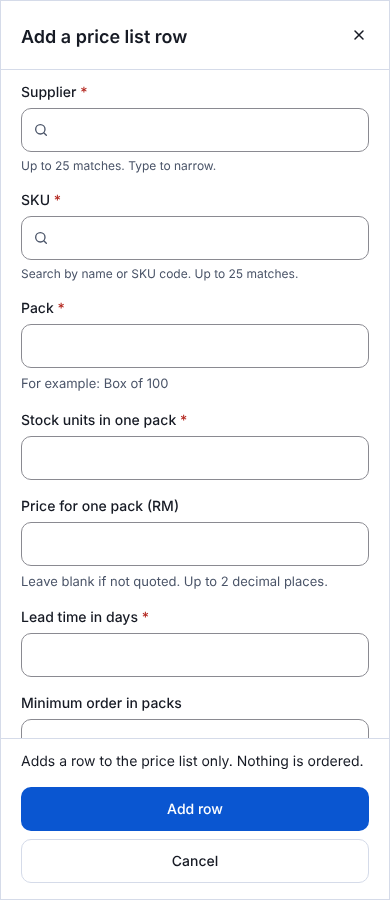 Add a price list row
Supplier *
Up to 25 matches. Type to narrow.
SKU *
Search by name or SKU code. Up to 25 matches.
Pack *
For example: Box of 100
Stock units in one pack *
Price for one pack (RM)
Leave blank if not quoted. Up to 2 decimal places.
Lead time in days *
Minimum order in packs
Adds a row to the price list only. Nothing is ordered.
Add row
Cancel